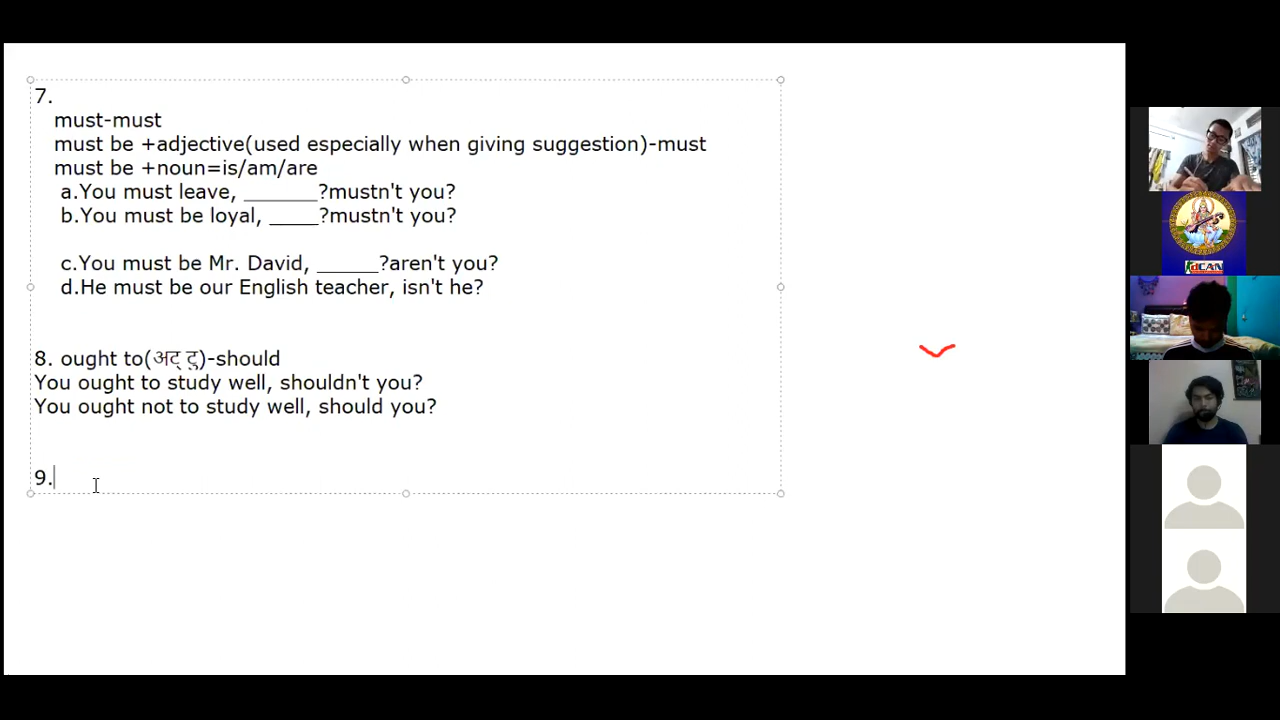 7.
must-must
must be +adjective(used especially when giving suggestion)-must
must be +noun=is/am/are
a.You must leave, _______?mustn't you?
b.You must be loyal, _____?mustn't you?
c.You must be Mr. David, ______?aren't you?
d.He must be our English teacher, isn't he?
8. ought to(अट् टु)-should
You ought to study well, shouldn't you?
You ought not to study well, should you?
9.